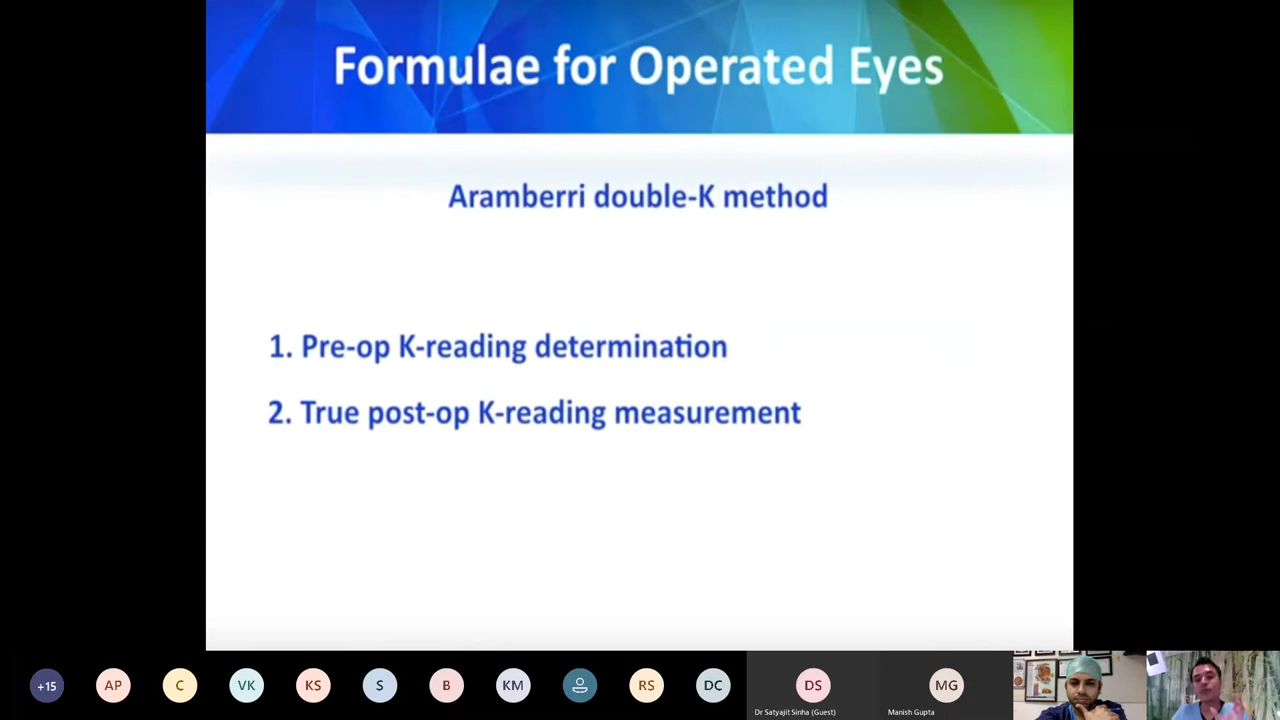 Formulae for Operated Eyes
Aramberri double-K method
1. Pre-op K-reading determination
2. True post-op K-reading measurement
+15
AP
C
VK
KS
S
B
KM
RS
DC
DS
MG
Dr Satyajit Sinha (Guest)
Manish Gupta